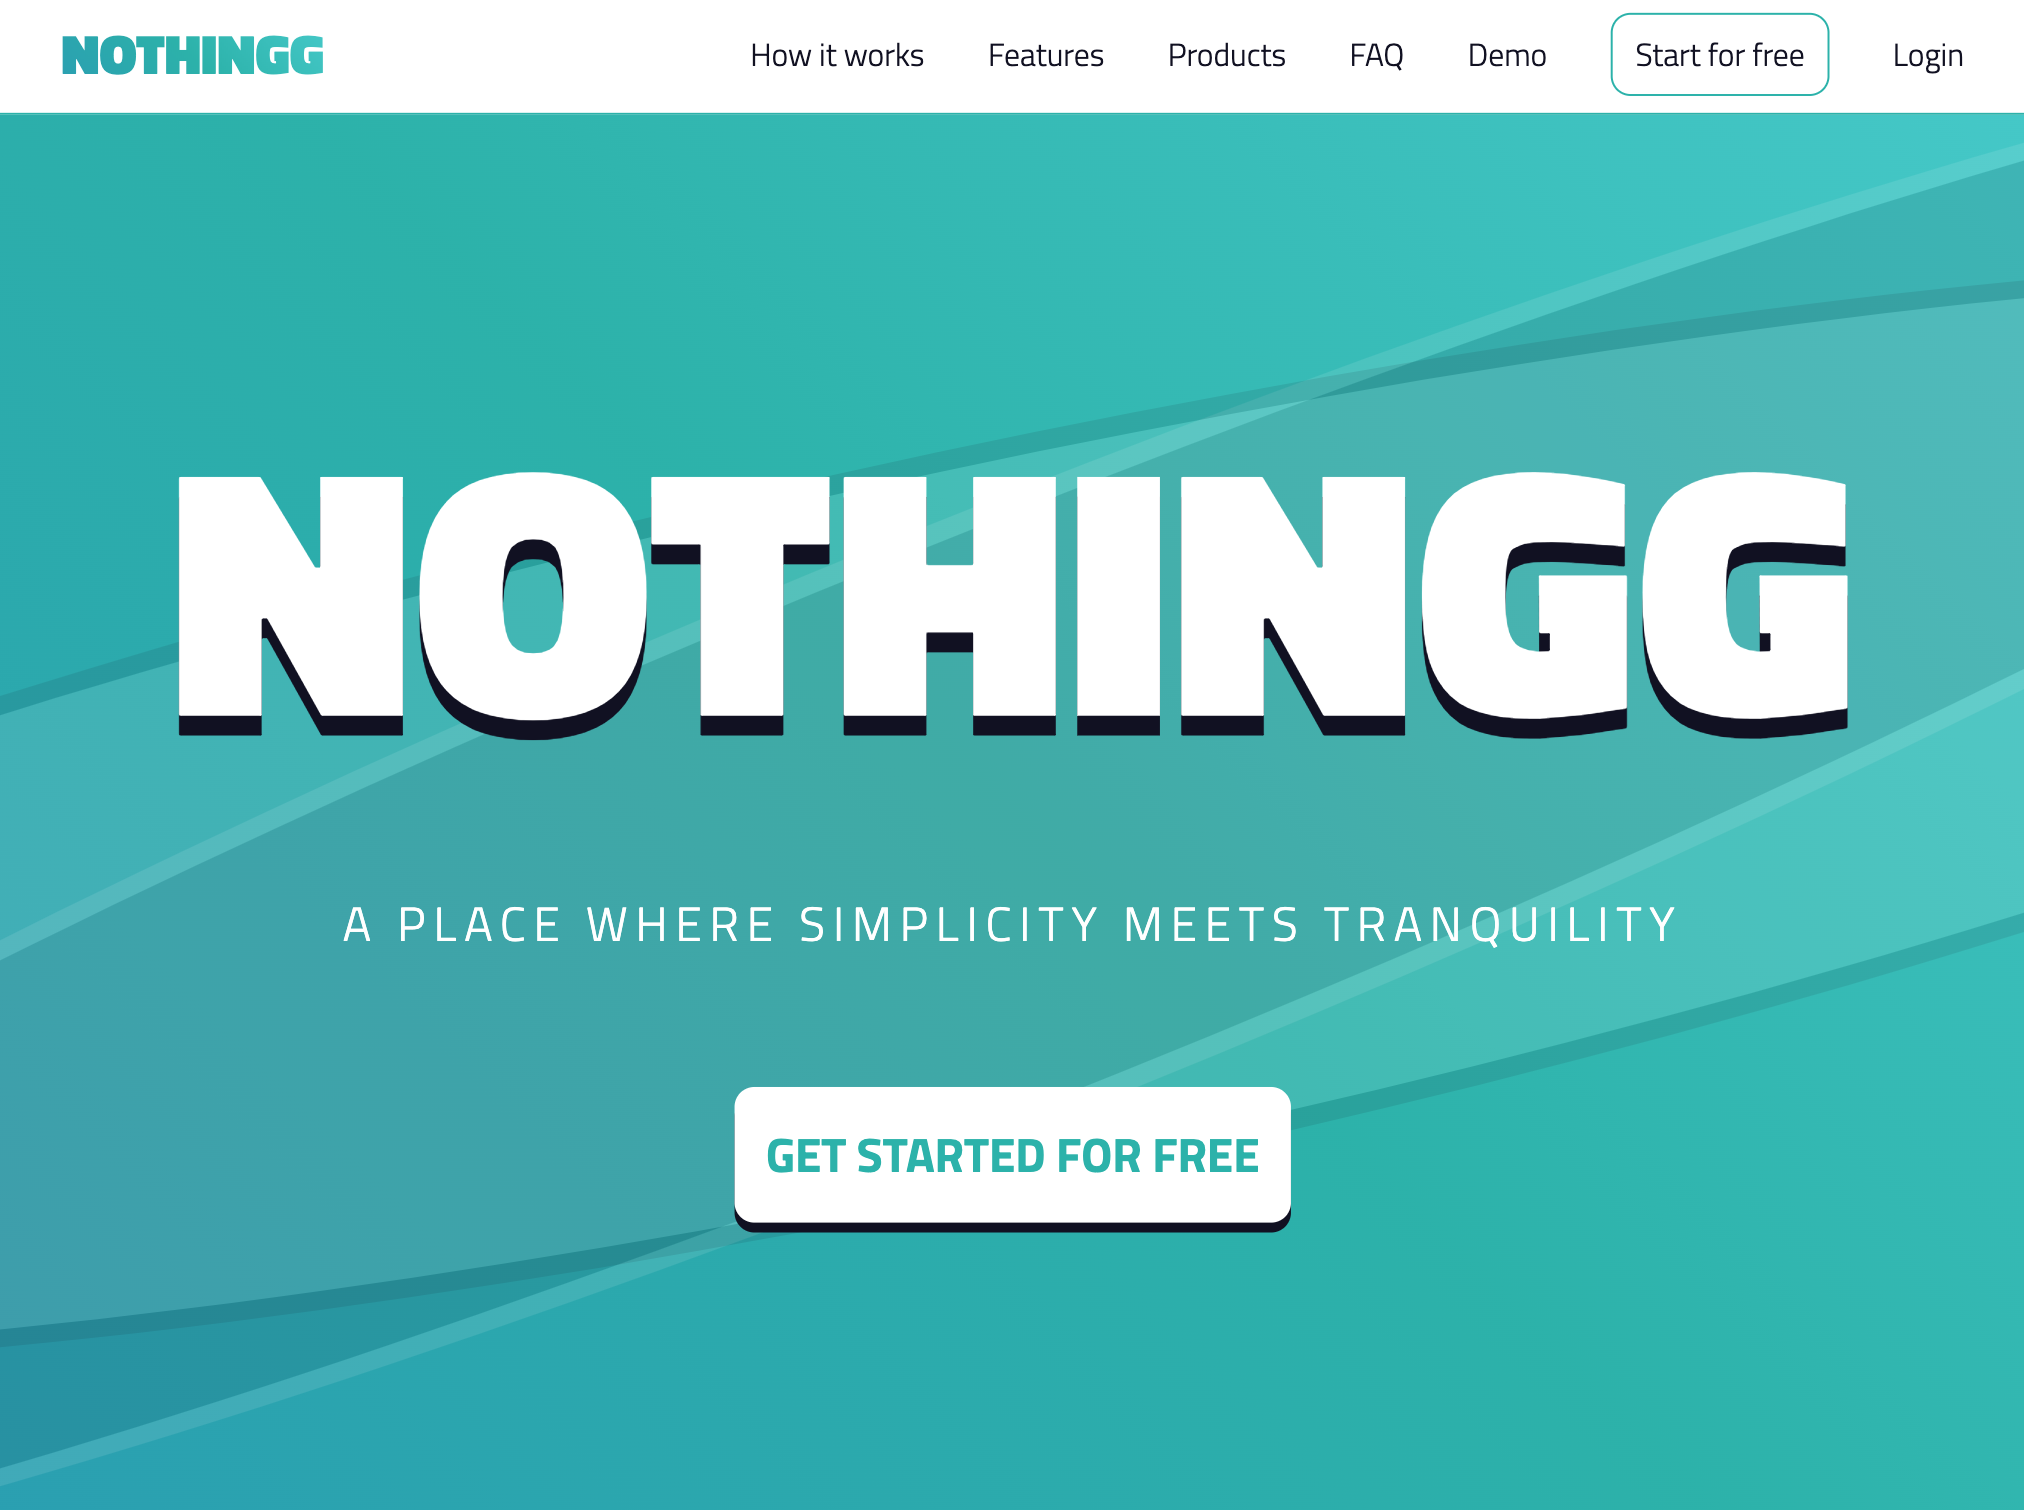 NOTHINGG
How it works Features Products FAQ Demo Start for free Login
NOTHINGG
A PLACE WHERE SIMPLICITY MEETS TRANQUILITY
GET STARTED FOR FREE